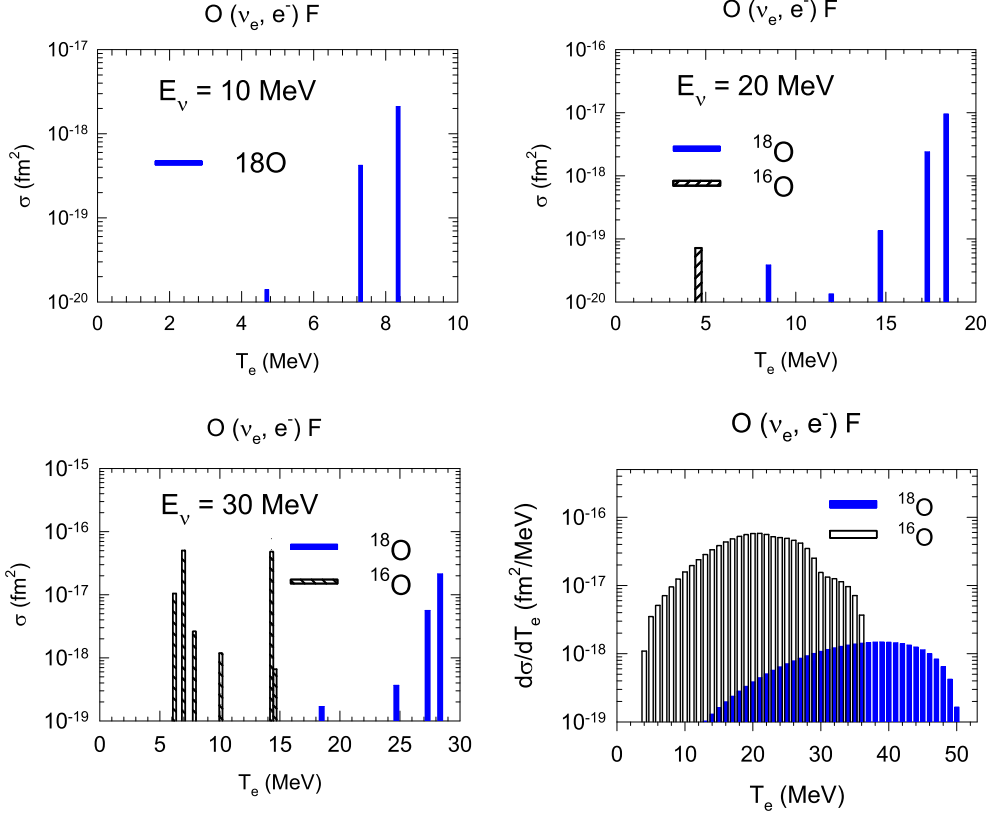 O (νₑ, e⁻) F
10⁻¹⁷
10⁻¹⁸
10⁻¹⁹
10⁻²⁰
σ (fm²)
Eᵥ = 10 MeV
18O
0 2 4 6 8 10
Tₑ (MeV)
O (νₑ, e⁻) F
10⁻¹⁶
10⁻¹⁷
10⁻¹⁸
10⁻¹⁹
10⁻²⁰
σ (fm²)
Eᵥ = 20 MeV
¹⁸O
¹⁶O
0 5 10 15 20
Tₑ (MeV)
O (νₑ, e⁻) F
10⁻¹⁵
10⁻¹⁶
10⁻¹⁷
10⁻¹⁸
10⁻¹⁹
σ (fm²)
Eᵥ = 30 MeV
¹⁸O
¹⁶O
0 5 10 15 20 25 30
Tₑ (MeV)
O (νₑ, e⁻) F
10⁻¹⁶
10⁻¹⁷
10⁻¹⁸
10⁻¹⁹
dσ/dTₑ (fm²/MeV)
¹⁸O
¹⁶O
0 10 20 30 40 50
Tₑ (MeV)